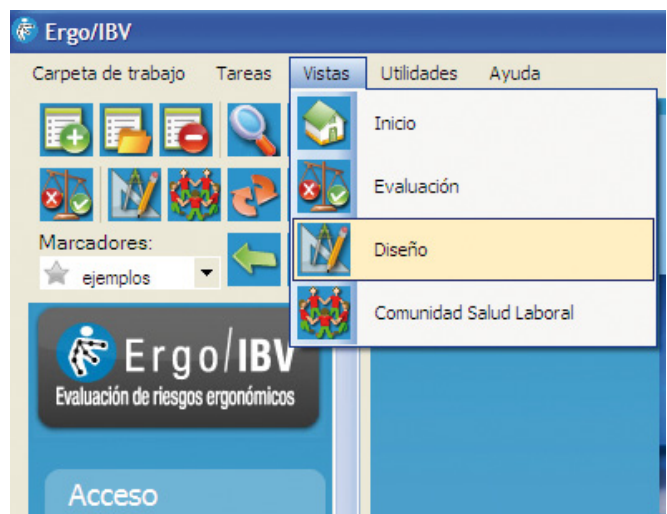 Ergo/IBV
Carpeta de trabajo Tareas Vistas Utilidades Ayuda
Inicio
Evaluación
Diseño
Comunidad Salud Laboral
Marcadores:
ejemplos
Ergo/IBV
Evaluación de riesgos ergonómicos
Acceso